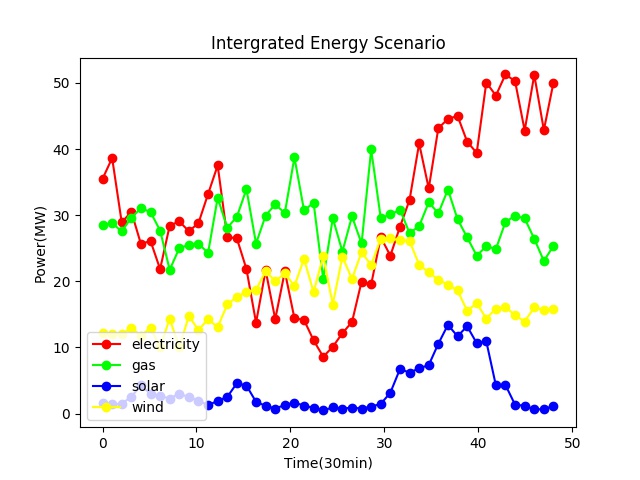 Intergrated Energy Scenario
Power(MW)
50
40
30
20
10
0
electricity
gas
solar
wind
0 10 20 30 40 50
Time(30min)